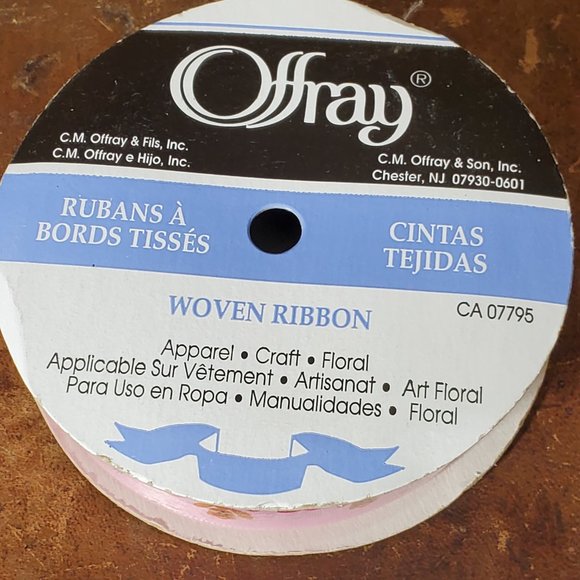 Offray®
C.M. Offray & Fils, Inc.
C.M. Offray e Hijo, Inc.
C.M. Offray & Son, Inc.
Chester, NJ 07930-0601
RUBANS À
BORDS TISSÉS
CINTAS
TEJIDAS
WOVEN RIBBON
CA 07795
Apparel • Craft • Floral
Applicable Sur Vêtement • Artisanat • Art Floral
Para Uso en Ropa • Manualidades • Floral